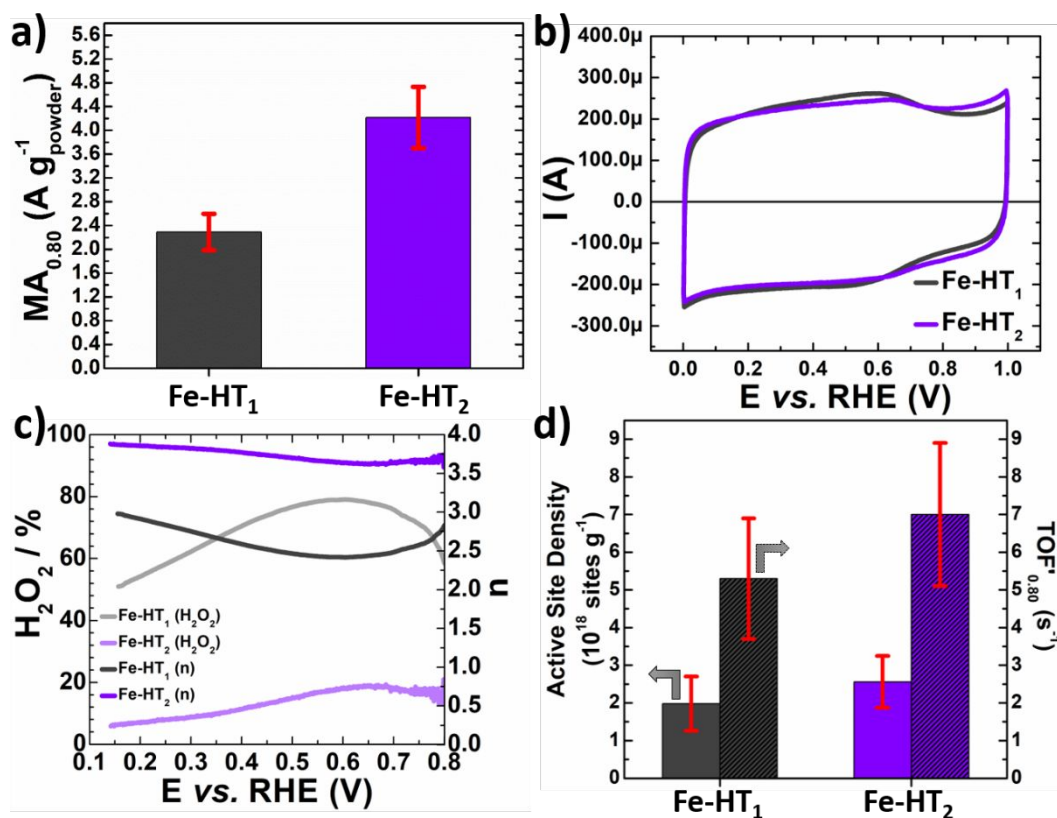 a)
5.6
5.2
4.8
4.4
4.0
3.6
3.2
2.8
2.4
2.0
1.6
1.2
0.8
0.4
0.0
MA0.80 (A g-1powder)
Fe-HT1
Fe-HT2
b)
400.0μ
300.0μ
200.0μ
100.0μ
0.0
-100.0μ
-200.0μ
-300.0μ
I (A)
Fe-HT1
Fe-HT2
0.0 0.2 0.4 0.6 0.8 1.0
E vs. RHE (V)
c)
100
80
60
40
20
0
H2O2 / %
4.0
3.5
3.0
2.5
2.0
1.5
1.0
0.5
0.0
n
Fe-HT1 (H2O2)
Fe-HT2 (H2O2)
Fe-HT1 (n)
Fe-HT2 (n)
0.1 0.2 0.3 0.4 0.5 0.6 0.7 0.8
E vs. RHE (V)
d)
9
8
7
6
5
4
3
2
1
0
Active Site Density
(10^18 sites g-1)
9
8
7
6
5
4
3
2
1
0
TOF'0.80 (s-1)
Fe-HT1
Fe-HT2